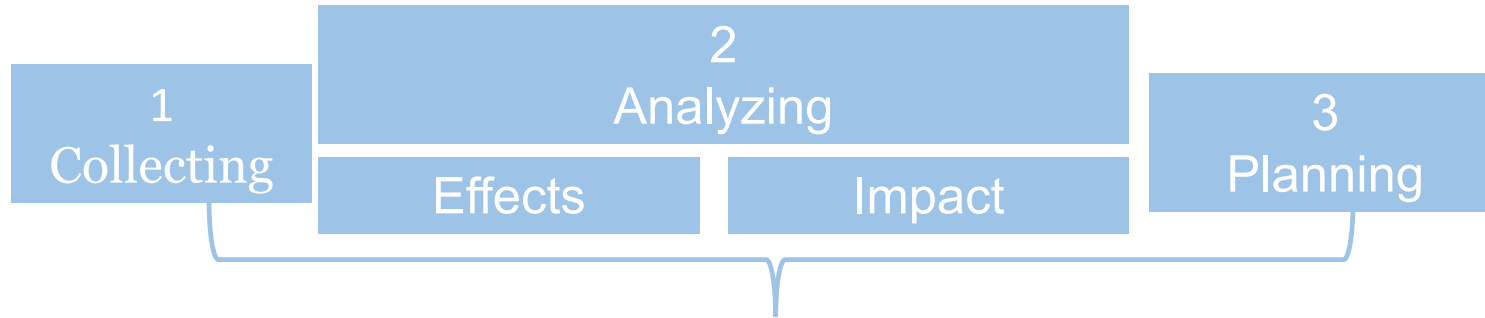 1
Collecting
2
Analyzing
Effects
Impact
3
Planning